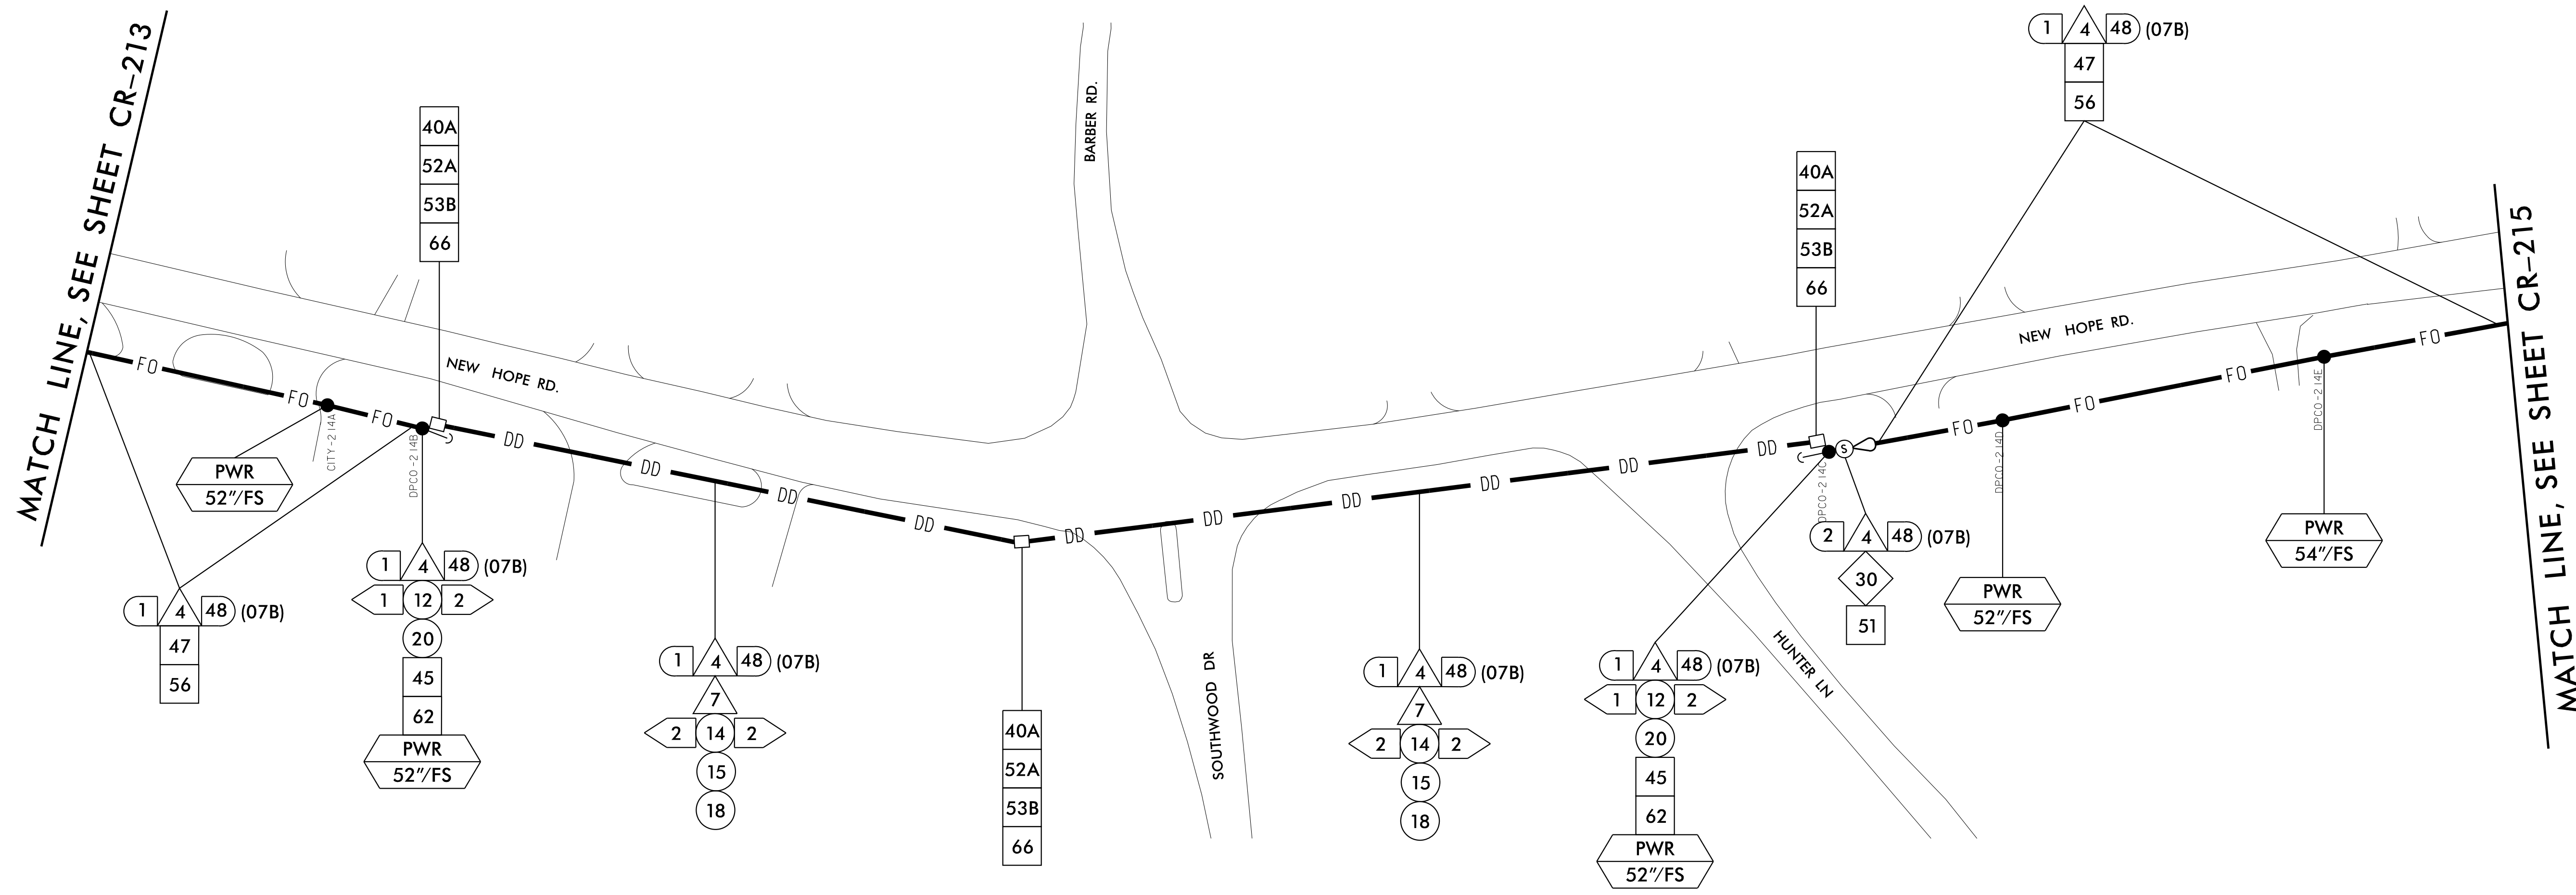 MATCH LINE, SEE SHEET CR-213
40A
52A
53B
66
BARBER RD.
1 4 48 (07B)
47
56
40A
52A
53B
66
MATCH LINE, SEE SHEET CR-215
NEW HOPE RD.
NEW HOPE RD.
FO
FO
FO
DD
DD
DD
DD
DD
DD
DD
DD
DD
DD
S
FO
FO
FO
FO
CITY-214A
DPCO-214B
DPCO-214C
DPCO-214D
DPCO-214E
PWR
52"/FS
1 4 48 (07B)
47
56
1 4 48 (07B)
1 12 2
20
45
62
PWR
52"/FS
1 4 48 (07B)
7
2 14 2
15
18
40A
52A
53B
66
SOUTHWOOD DR
1 4 48 (07B)
7
2 14 2
15
18
1 4 48 (07B)
1 12 2
20
45
62
PWR
52"/FS
HUNTER LN
2 4 48 (07B)
30
51
PWR
52"/FS
PWR
54"/FS